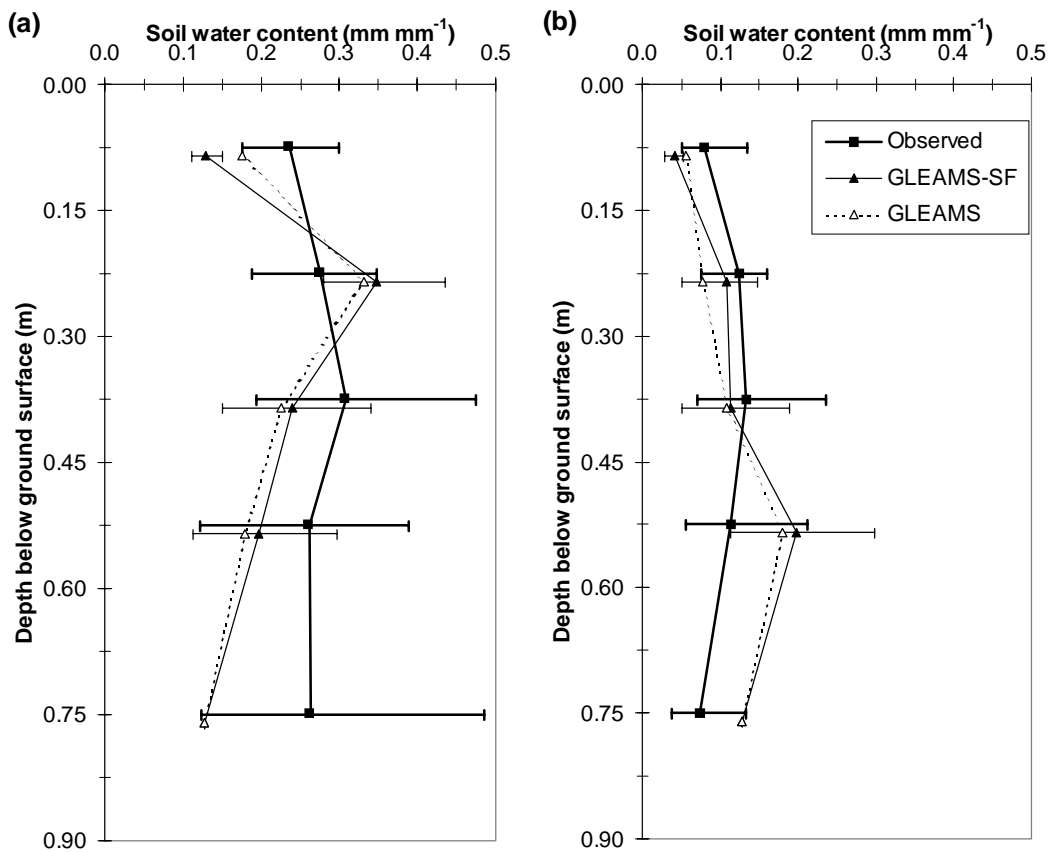 (a)
Soil water content (mm mm⁻¹)
0.0 0.1 0.2 0.3 0.4 0.5
0.00
0.15
0.30
0.45
0.60
0.75
0.90
Depth below ground surface (m)
(b)
Soil water content (mm mm⁻¹)
0.0 0.1 0.2 0.3 0.4 0.5
0.00
0.15
0.30
0.45
0.60
0.75
0.90
Depth below ground surface (m)
Observed
GLEAMS-SF
GLEAMS